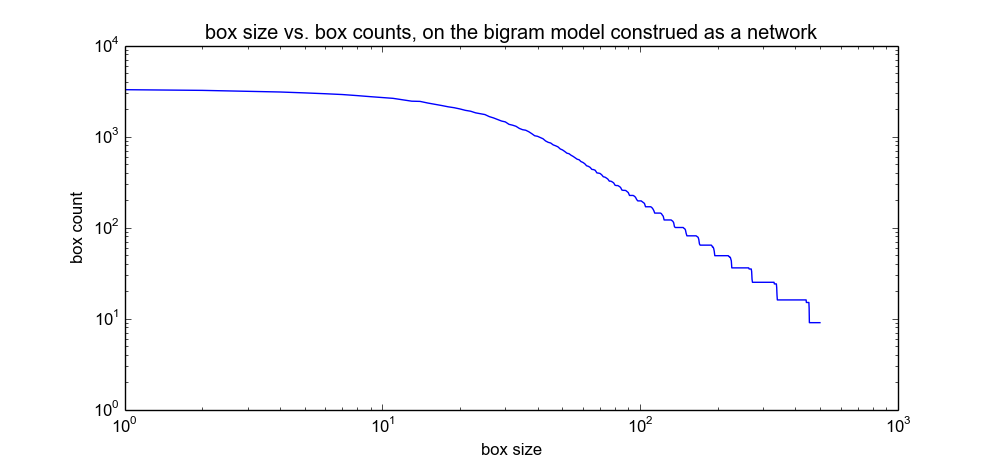 box size vs. box counts, on the bigram model construed as a network
10^4
10^3
10^2
10^1
10^0
box count
10^0 10^1 10^2 10^3
box size